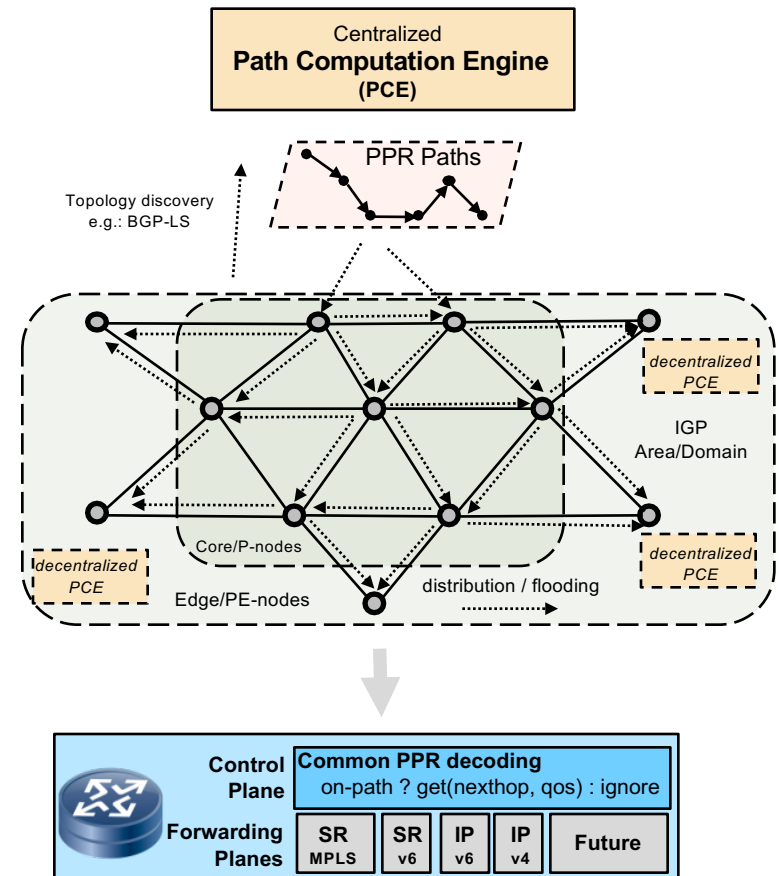 Centralized
Path Computation Engine
(PCE)
PPR Paths
Topology discovery
e.g.: BGP-LS
decentralized
PCE
IGP
Area/Domain
Core/P-nodes
decentralized
PCE
decentralized
PCE
Edge/PE-nodes
distribution / flooding
Control
Plane
Common PPR decoding
on-path ? get(nexthop, qos) : ignore
Forwarding
Planes
SR
MPLS
SR
v6
IP
v6
IP
v4
Future